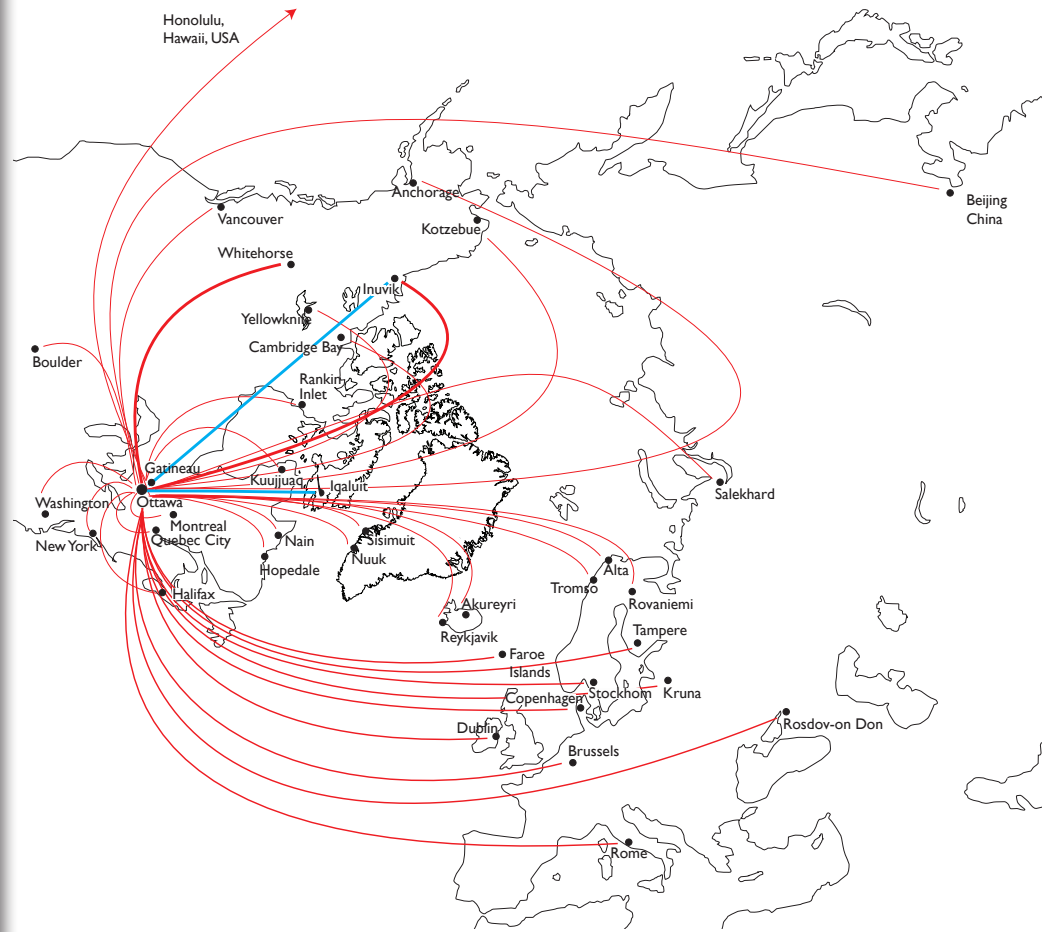 Honolulu,
Hawaii, USA
Anchorage
Beijing
China
Vancouver
Kotzebue
Whitehorse
Inuvik
Yellowknife
Cambridge Bay
Boulder
Rankin
Inlet
Gatineau
Kuujjuaq
Iqaluit
Salekhard
Washington
Ottawa
Montreal
Quebec City
New York
Nain
Sisimuit
Nuuk
Hopedale
Alta
Tromso
Halifax
Rovaniemi
Akureyri
Reykjavik
Tampere
Faroe
Islands
Stockhom
Kruna
Copenhagen
Rosdov-on Don
Dublin
Brussels
Rome